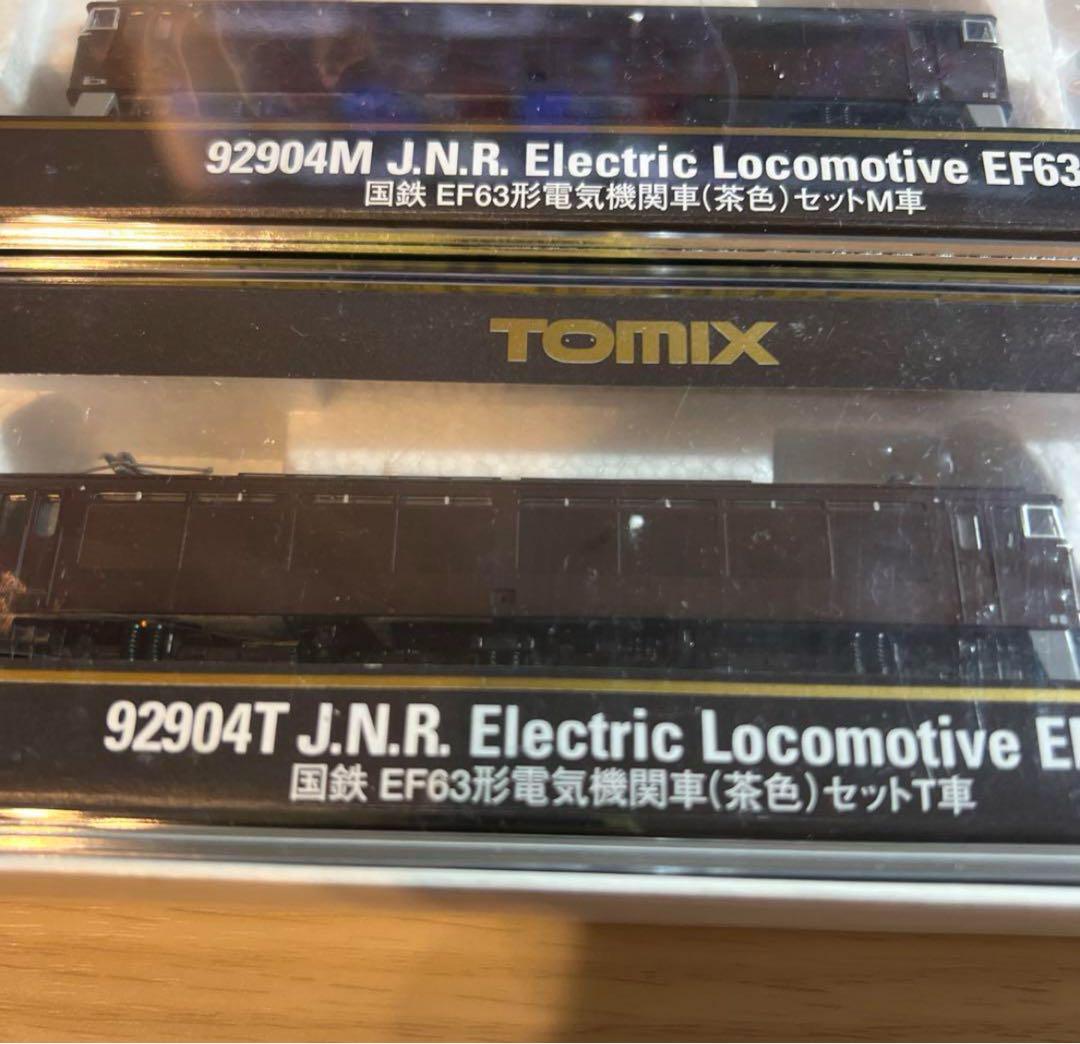 92904M J.N.R. Electric Locomotive EF63
国鉄 EF63形電気機関車(茶色)セットM車
TOMIX
92904T J.N.R. Electric Locomotive
国鉄 EF63形電気機関車(茶色)セットT車